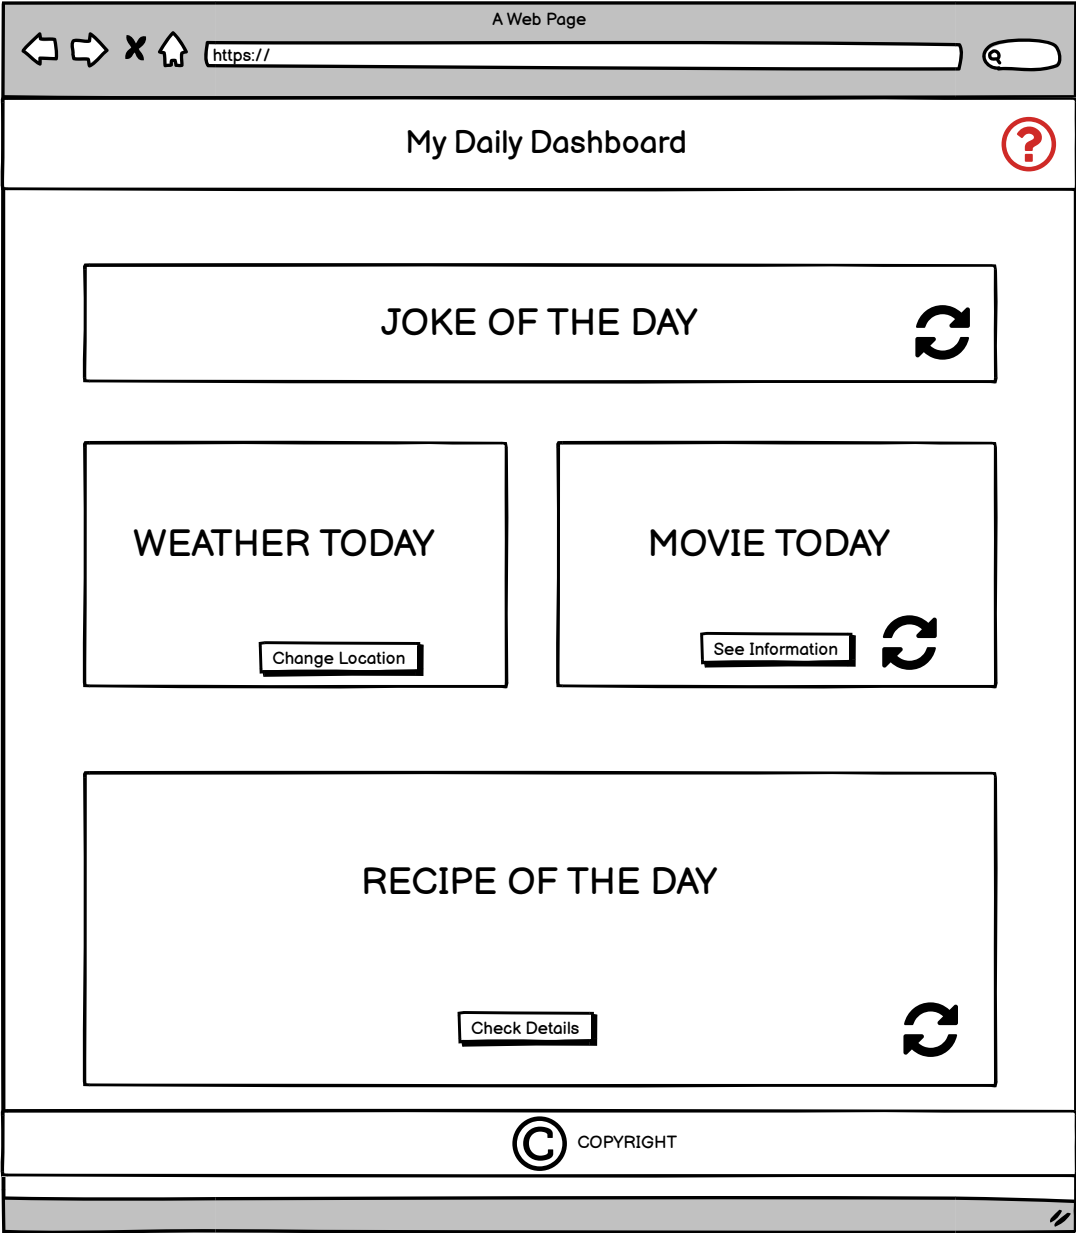 A Web Page
https://
My Daily Dashboard
?
JOKE OF THE DAY
WEATHER TODAY
Change Location
MOVIE TODAY
See Information
RECIPE OF THE DAY
Check Details
© COPYRIGHT